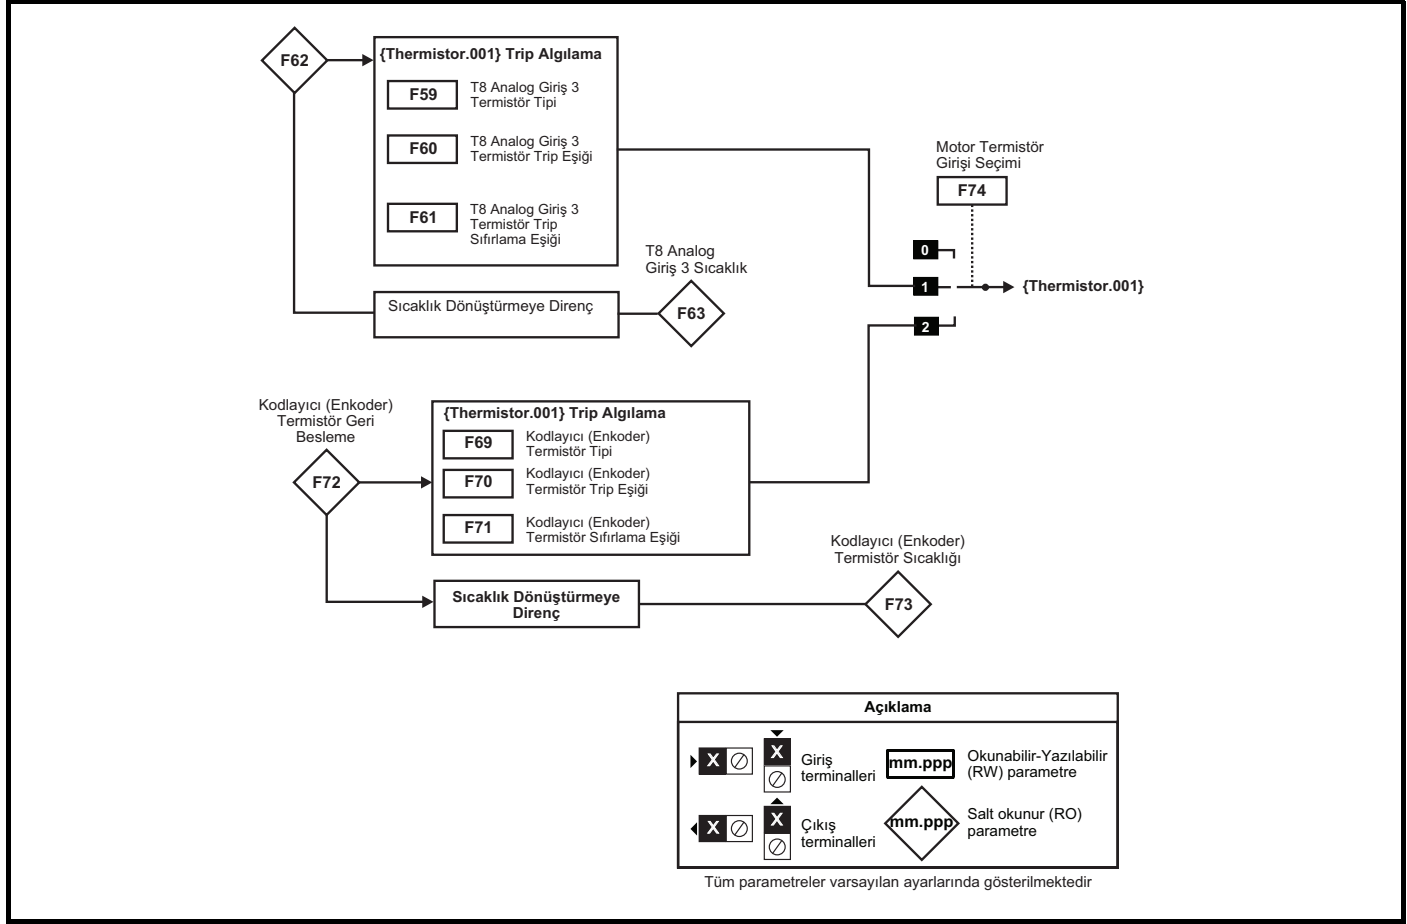 F62
{Thermistor.001} Trip Algılama
F59
T8 Analog Giriş 3
Termistör Tipi
F60
T8 Analog Giriş 3
Termistör Trip Eşiği
F61
T8 Analog Giriş 3
Termistör Trip
Sıfırlama Eşiği
Motor Termistör
Girişi Seçimi
F74
0
1
2
{Thermistor.001}
T8 Analog
Giriş 3 Sıcaklık
Sıcaklık Dönüştürmeye Direnç
F63
Kodlayıcı (Enkoder)
Termistör Geri
Besleme
F72
{Thermistor.001} Trip Algılama
F69
Kodlayıcı (Enkoder)
Termistör Tipi
F70
Kodlayıcı (Enkoder)
Termistör Trip Eşiği
F71
Kodlayıcı (Enkoder)
Termistör Sıfırlama Eşiği
Kodlayıcı (Enkoder)
Termistör Sıcaklığı
Sıcaklık Dönüştürmeye
Direnç
F73
Açıklama
X
X
Giriş
terminalleri
mm.ppp
Okunabilir-Yazılabilir
(RW) parametre
X
X
Çıkış
terminalleri
mm.ppp
Salt okunur (RO)
parametre
Tüm parametreler varsayılan ayarlarında gösterilmektedir